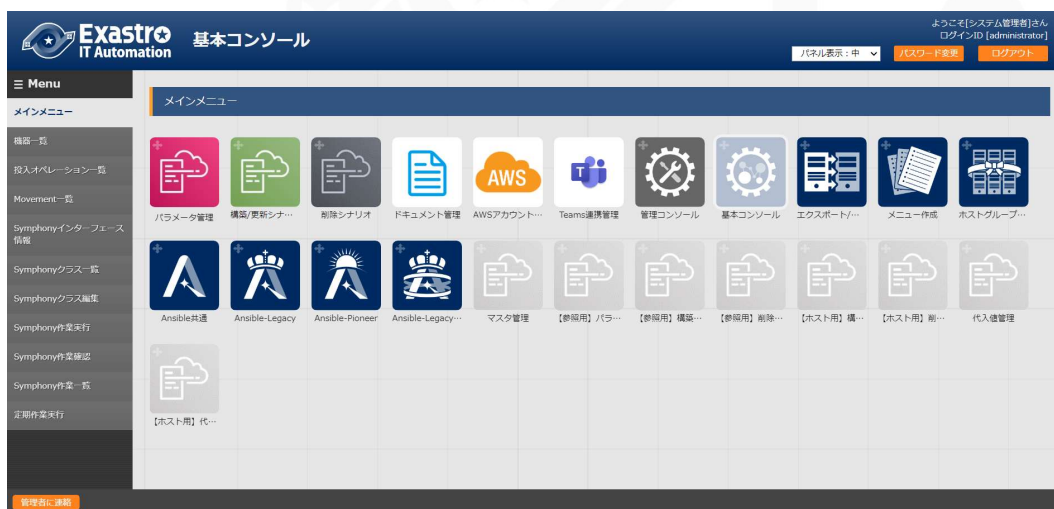 Exastro
IT Automation
基本コンソール
ようこそ[システム管理者]さん
ログインID [administrator]
パネル表示：中
パスワード変更
ログアウト
Menu
メインメニュー
機器一覧
投入オペレーション一覧
Movement一覧
Symphonyインターフェース
情報
Symphonyクラス一覧
Symphonyクラス編集
Symphony作業実行
Symphony作業確認
Symphony作業一覧
定期作業実行
メインメニュー
AWS
パラメータ管理
構築/更新シナ…
削除シナリオ
ドキュメント管理
AWSアカウント…
Teams連携管理
管理コンソール
基本コンソール
エクスポート/…
メニュー作成
ホストグループ…
Ansible共通
Ansible-Legacy
Ansible-Pioneer
Ansible-Legacy…
マスタ管理
【参照用】パラ…
【参照用】構築…
【参照用】削除…
【ホスト用】構…
【ホスト用】削…
代入値管理
【ホスト用】代…
管理者に連絡